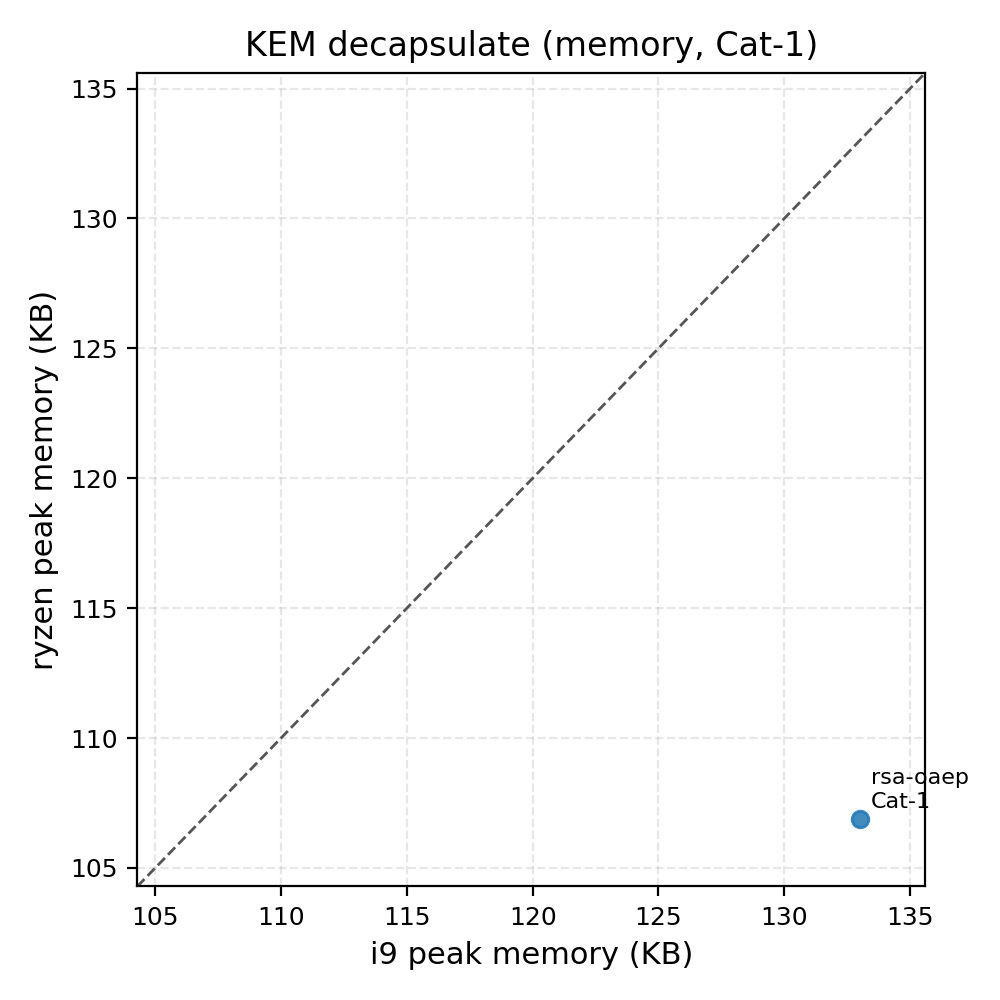 KEM decapsulate (memory, Cat-1)
ryzen peak memory (KB)
135
130
125
120
115
110
105
rsa-oaep
Cat-1
105 110 115 120 125 130 135
i9 peak memory (KB)